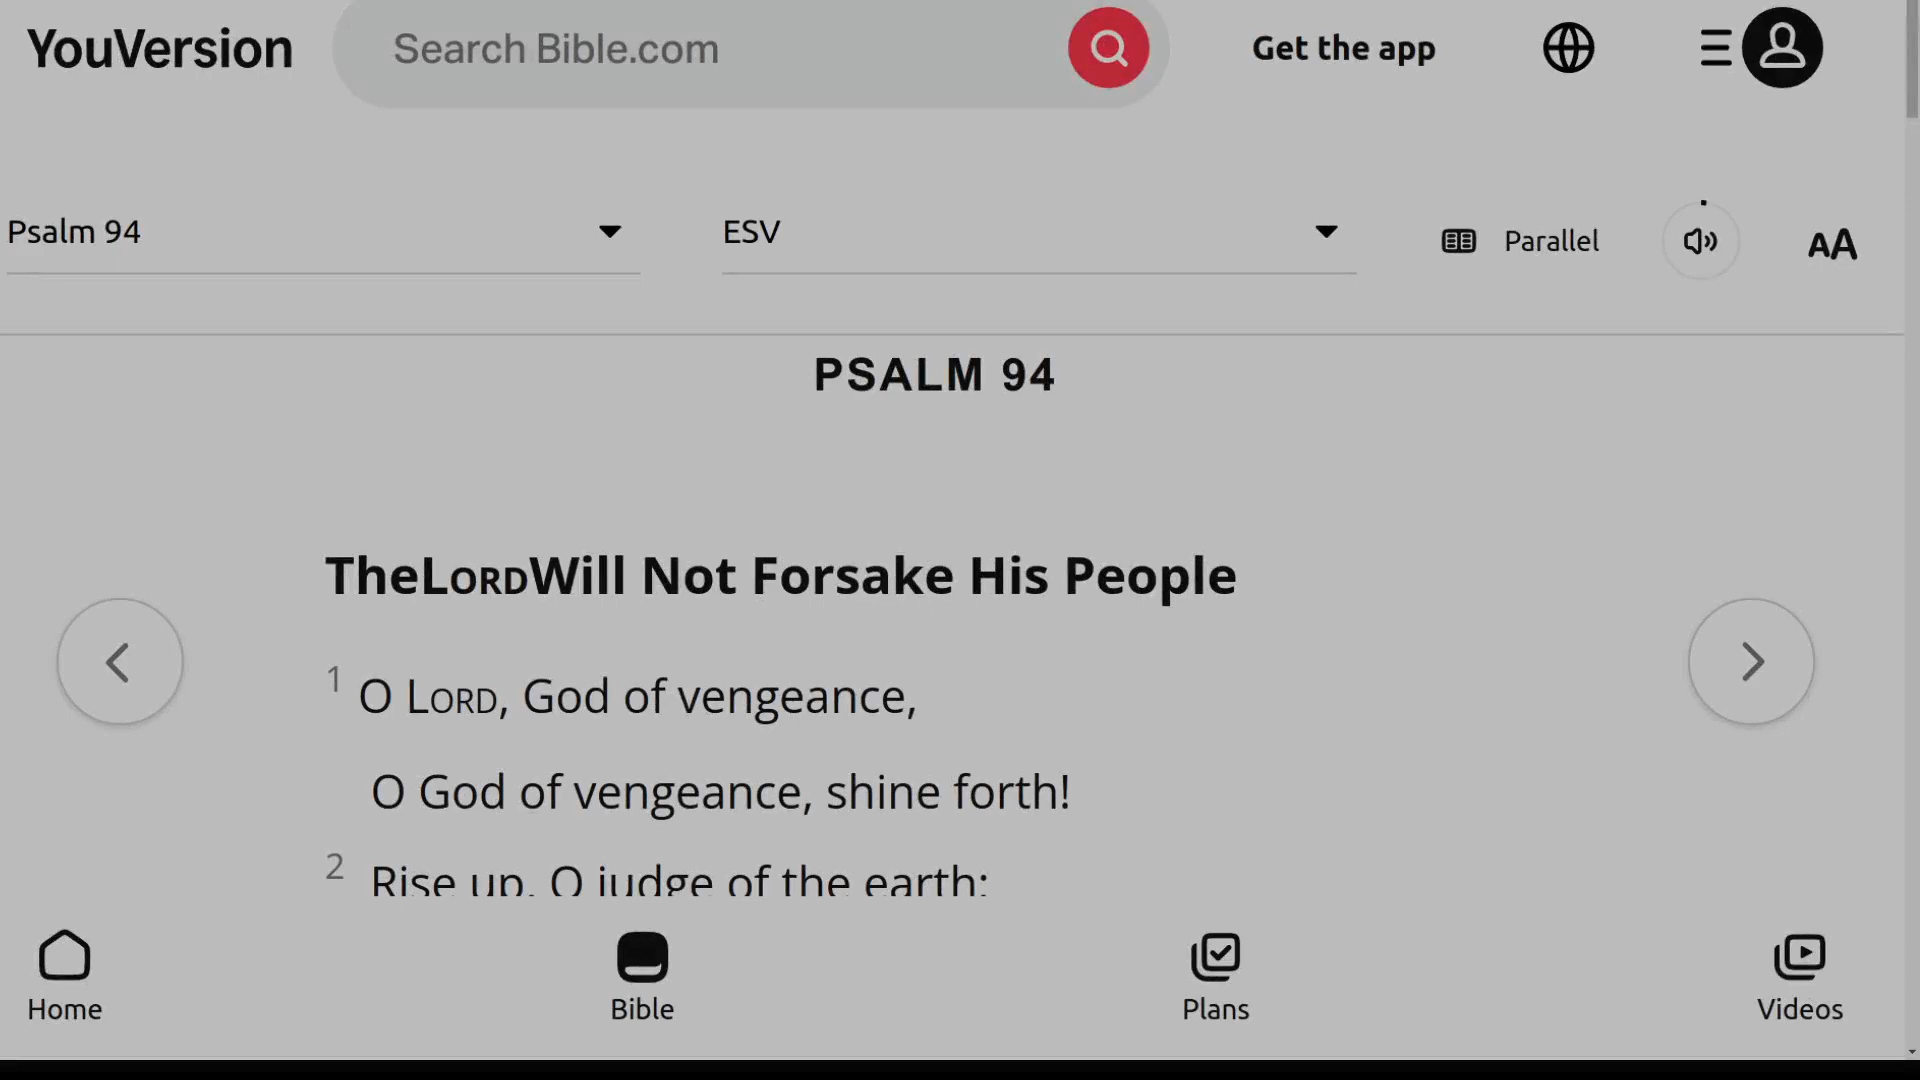 YouVersion
Search Bible.com
Get the app
Psalm 94
ESV
Parallel
AA
PSALM 94
TheLORDWill Not Forsake His People
1 O LORD, God of vengeance,
O God of vengeance, shine forth!
2 Rise up, O judge of the earth;
Home
Bible
Plans
Videos